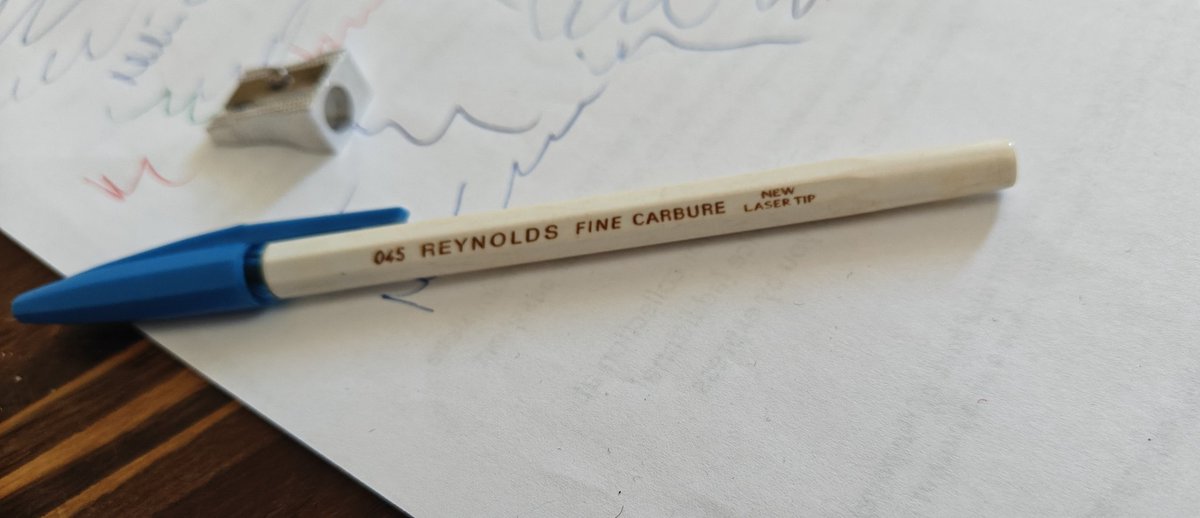 045 REYNOLDS FINE CARBURE NEW
LASER TIP